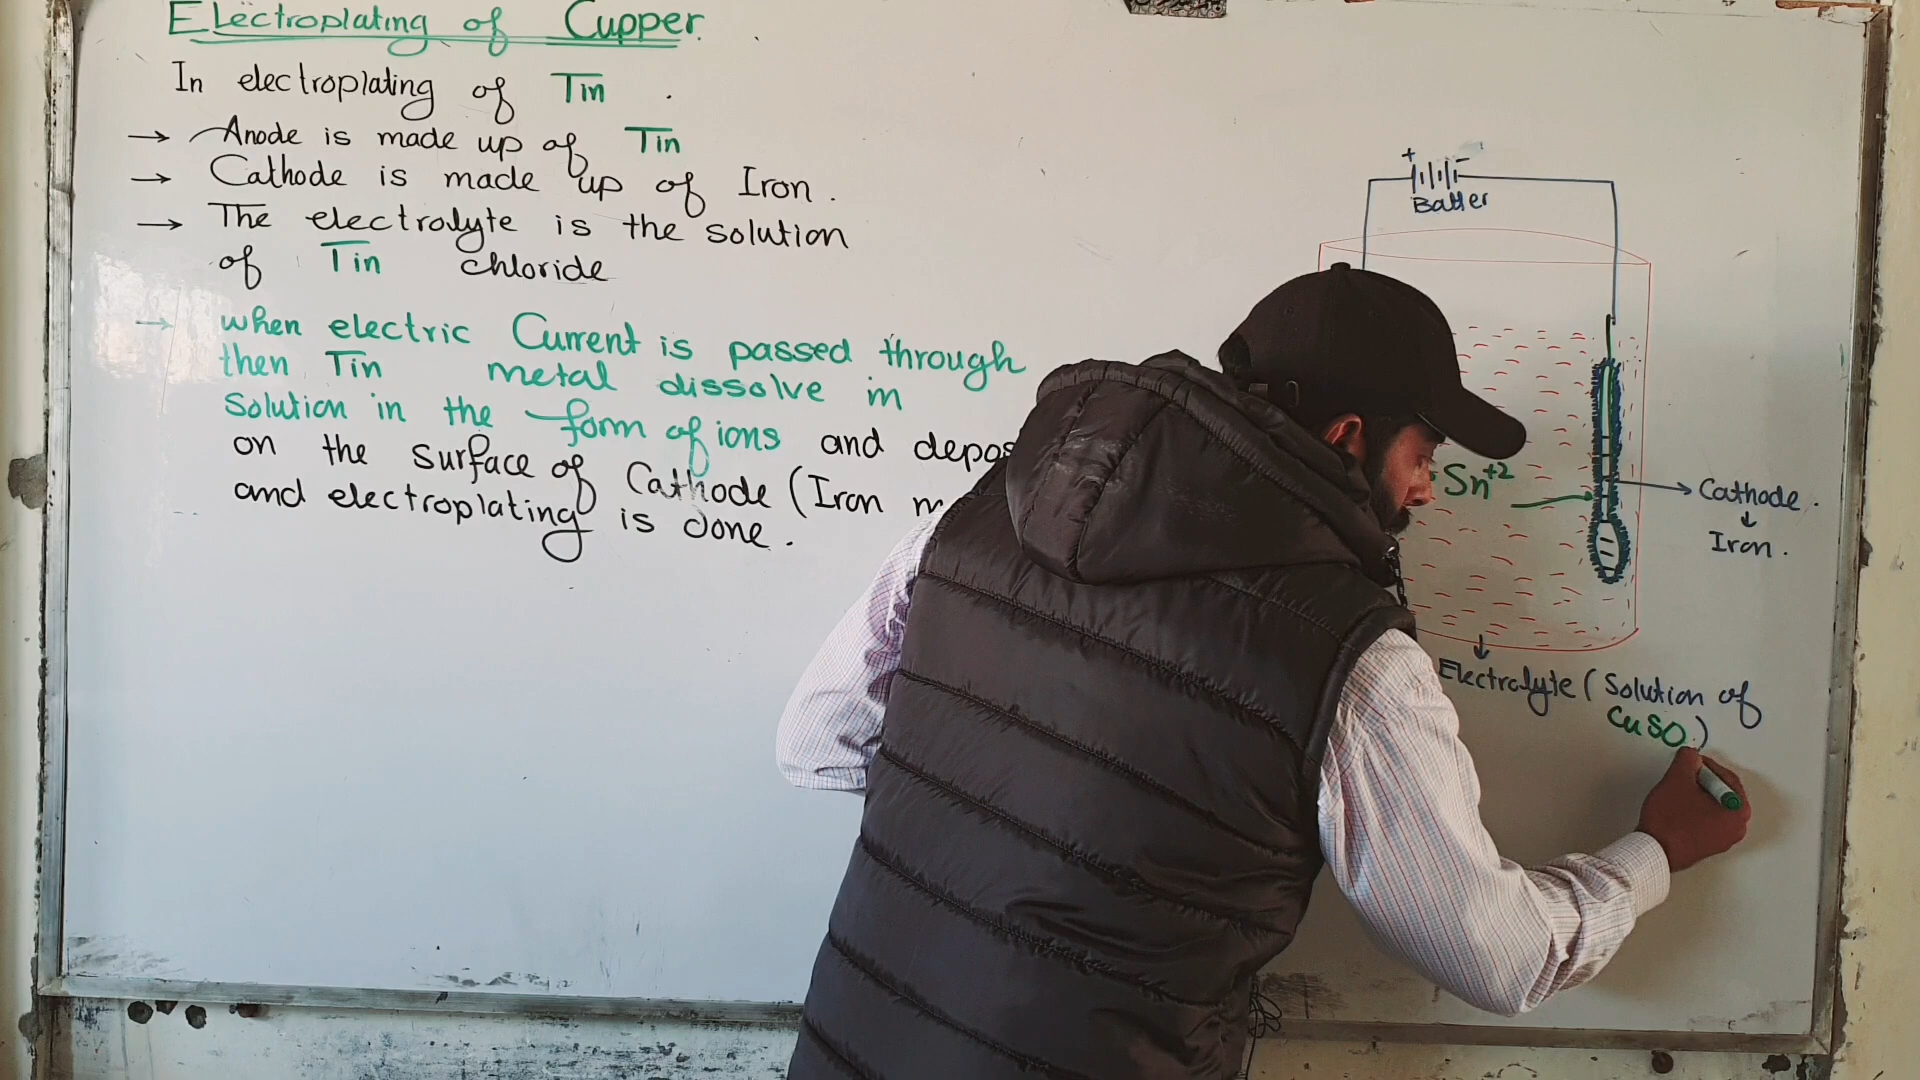 Electroplating of Cupper.
In electroplating of Tin .
→ Anode is made up of Tin
→ Cathode is made up of Iron .
→ The electrolyte is the solution
of Tin chloride
→ when electric Current is passed through
then Tin metal dissolve in
Solution in the form of ions and depos
on the surface of Cathode (Iron m
and electroplating is done .
+ -
Batter
Sn+2
Cathode .
↓
Iron .
Electrolyte ( Solution of
CuSO )